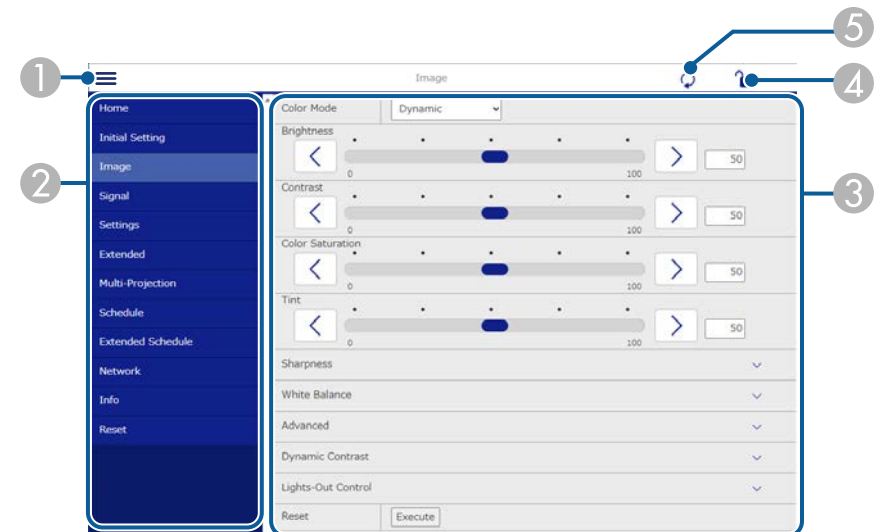 5
1
Image
4
2
Home
Initial Setting
Image
Signal
Settings
Extended
Multi-Projection
Schedule
Extended Schedule
Network
Info
Reset
3
Color Mode Dynamic
Brightness
50
0 100
Contrast
50
0 100
Color Saturation
50
0 100
Tint
50
0 100
Sharpness
White Balance
Advanced
Dynamic Contrast
Lights-Out Control
Reset Execute